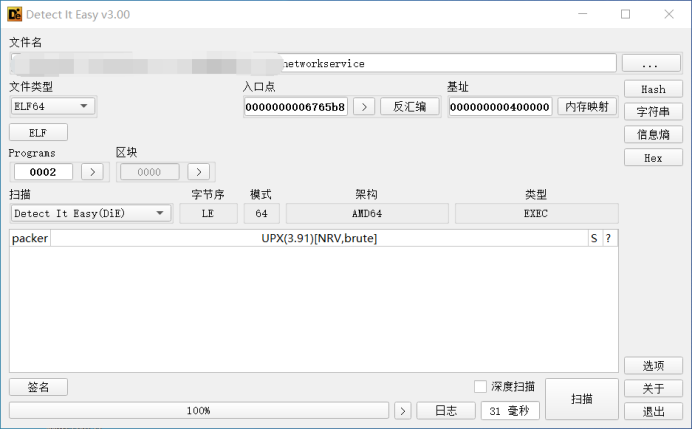 Detect It Easy v3.00
文件名
networkservice
...
文件类型
入口点
基址
Hash
ELF64
0000000006765b8
>
反汇编
000000000400000
内存映射
字符串
ELF
信息熵
Programs
区块
Hex
0002
>
0000
>
扫描
字节序
模式
架构
类型
Detect It Easy(DiE)
LE
64
AMD64
EXEC
packer
UPX(3.91)[NRV,brute]
S
?
选项
签名
深度扫描
扫描
关于
100%
>
日志
31 毫秒
退出